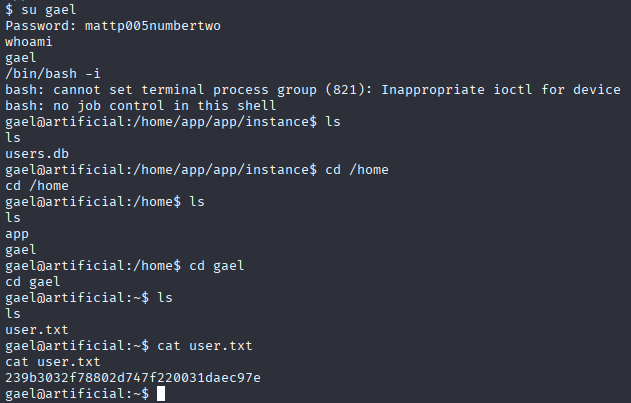 $ su gael
Password: mattp005numbertwo
whoami
gael
/bin/bash -i
bash: cannot set terminal process group (821): Inappropriate ioctl for device
bash: no job control in this shell
gael@artificial:/home/app/app/instance$ ls
ls
users.db
gael@artificial:/home/app/app/instance$ cd /home
cd /home
gael@artificial:/home$ ls
ls
app
gael
gael@artificial:/home$ cd gael
cd gael
gael@artificial:~$ ls
ls
user.txt
gael@artificial:~$ cat user.txt
cat user.txt
239b3032f78802d747f220031daec97e
gael@artificial:~$